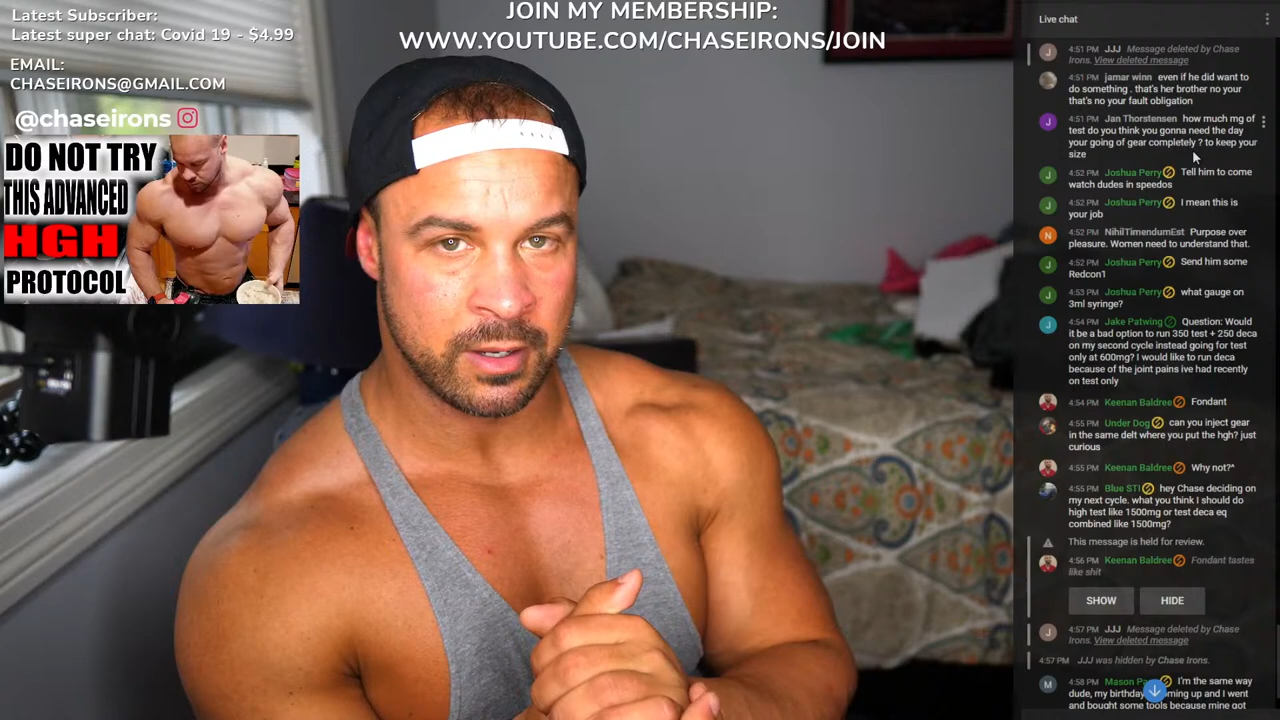 Latest Subscriber:
Latest super chat: Covid 19 - $4.99
EMAIL:
CHASEIRONS@GMAIL.COM
@chaseirons
DO NOT TRY
THIS ADVANCED
HGH
PROTOCOL
JOIN MY MEMBERSHIP:
WWW.YOUTUBE.COM/CHASEIRONS/JOIN
Live chat
J
4:51 PM JJJ Message deleted by Chase
Irons. View deleted message
4:51 PM jamar winn even if he did want to
do something . that's her brother no your
that's no your fault obligation
J
4:51 PM Jan Thorstensen how much mg of
test do you think you gonna need the day
your going of gear completely ? to keep your
size
J
4:52 PM Joshua Perry Tell him to come
watch dudes in speedos
J
4:52 PM Joshua Perry I mean this is
your job
N
4:52 PM NihilTimendumEst Purpose over
pleasure. Women need to understand that.
J
4:52 PM Joshua Perry Send him some
Redcon1
J
4:53 PM Joshua Perry what gauge on
3ml syringe?
J
4:54 PM Jake Patwing Question: Would
it be a bad option to run 350 test + 250 deca
on my second cycle instead going for test
only at 600mg? I would like to run deca
because of the joint pains ive had recently
on test only
4:54 PM Keenan Baldree Fondant
4:55 PM Under Dog can you inject gear
in the same delt where you put the hgh? just
curious
4:55 PM Keenan Baldree Why not?^
4:55 PM Blue STI hey Chase deciding on
my next cycle. what you think I should do
high test like 1500mg or test deca eq
combined like 1500mg?
This message is held for review.
4:56 PM Keenan Baldree Fondant tastes
like shit
SHOW HIDE
J
4:57 PM JJJ Message deleted by Chase
Irons. View deleted message
4:57 PM JJJ was hidden by Chase Irons.
M
4:58 PM Mason I'm the same way
dude, my birthday ming up and I went
and bought some tools because mine got